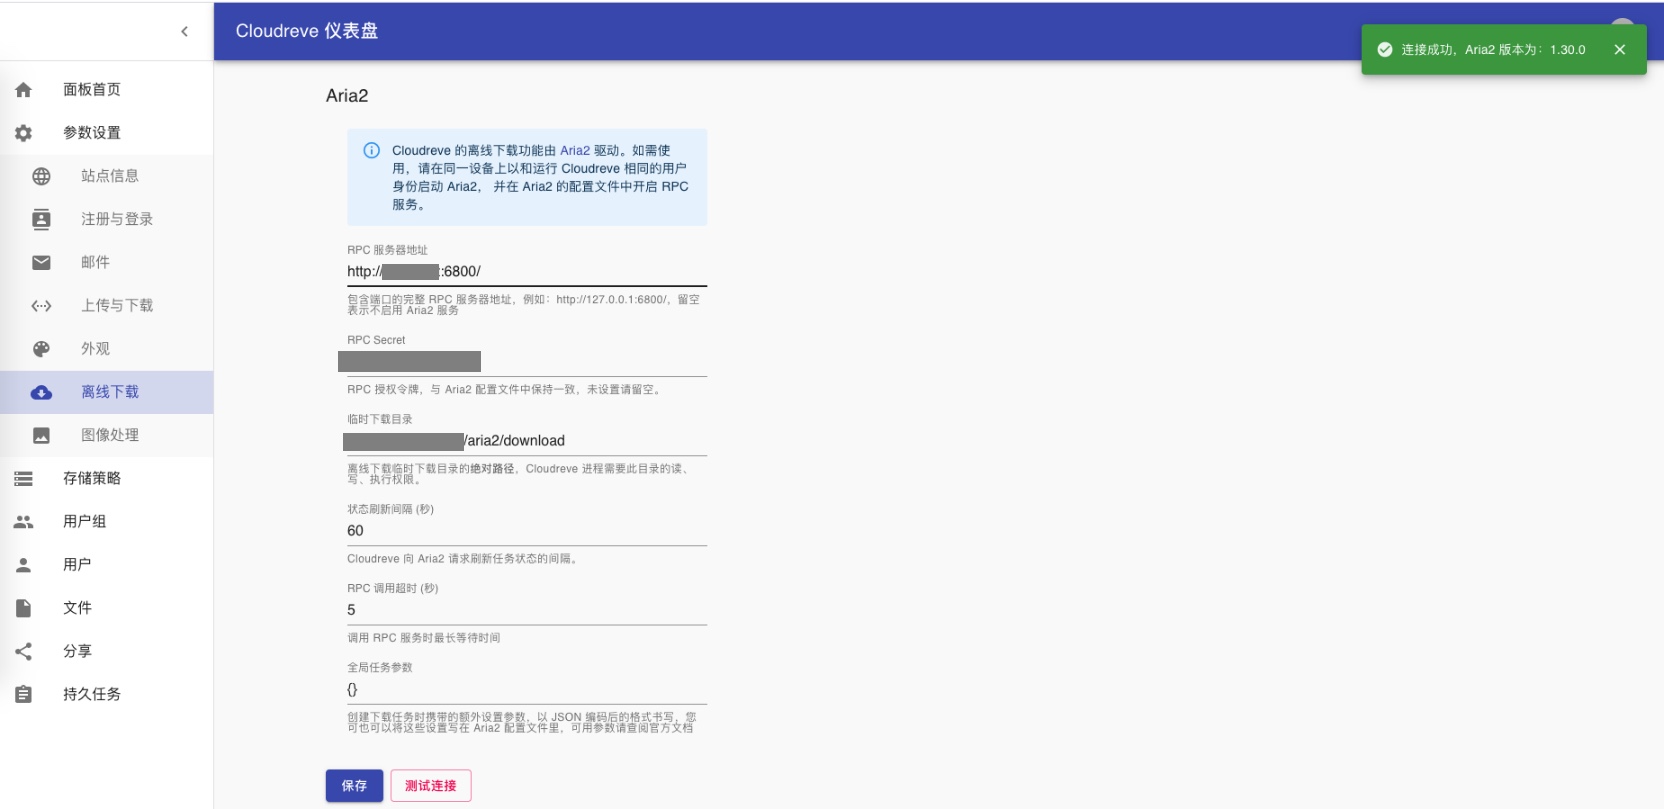 Cloudreve 仪表盘
连接成功，Aria2 版本为：1.30.0
面板首页
参数设置
站点信息
注册与登录
邮件
上传与下载
外观
离线下载
图像处理
存储策略
用户组
用户
文件
分享
持久任务
Aria2
Cloudreve 的离线下载功能由 Aria2 驱动。如需使
用，请在同一设备上以和运行 Cloudreve 相同的用户
身份启动 Aria2， 并在 Aria2 的配置文件中开启 RPC
服务。
RPC 服务器地址
http:// :6800/
包含端口的完整 RPC 服务器地址，例如：http://127.0.0.1:6800/，留空
表示不启用 Aria2 服务
RPC Secret
RPC 授权令牌，与 Aria2 配置文件中保持一致，未设置请留空。
临时下载目录
/aria2/download
离线下载临时下载目录的绝对路径，Cloudreve 进程需要此目录的读、
写、执行权限。
状态刷新间隔 (秒)
60
Cloudreve 向 Aria2 请求刷新任务状态的间隔。
RPC 调用超时 (秒)
5
调用 RPC 服务时最长等待时间
全局任务参数
{}
创建下载任务时携带的额外设置参数，以 JSON 编码后的格式书写，您
可也可以将这些设置写在 Aria2 配置文件里，可用参数请查阅官方文档
保存
测试连接